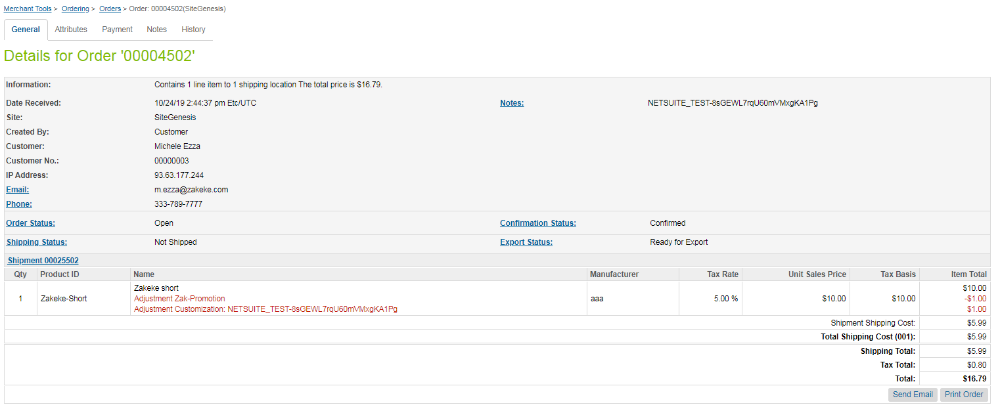 Merchant Tools > Ordering > Orders > Order: 00004502(SiteGenesis)
General Attributes Payment Notes History
Details for Order '00004502'
Information: Contains 1 line item to 1 shipping location The total price is $16.79.
Date Received: 10/24/19 2:44:37 pm Etc/UTC Notes: NETSUITE_TEST-8sGEWL7rqU60mVMxgKA1Pg
Site: SiteGenesis
Created By: Customer
Customer: Michele Ezza
Customer No.: 00000003
IP Address: 93.63.177.244
Email: m.ezza@zakeke.com
Phone: 333-789-7777
Order Status: Open Confirmation Status: Confirmed
Shipping Status: Not Shipped Export Status: Ready for Export
Shipment 00025502
Qty Product ID Name Manufacturer Tax Rate Unit Sales Price Tax Basis Item Total
Zakeke short $10.00
1 Zakeke-Short Adjustment Zak-Promotion aaa 5.00 % $10.00 $10.00 -$1.00
Adjustment Customization: NETSUITE_TEST-8sGEWL7rqU60mVMxgKA1Pg $1.00
Shipment Shipping Cost: $5.99
Total Shipping Cost (001): $5.99
Shipping Total: $5.99
Tax Total: $0.80
Total: $16.79
Send Email Print Order